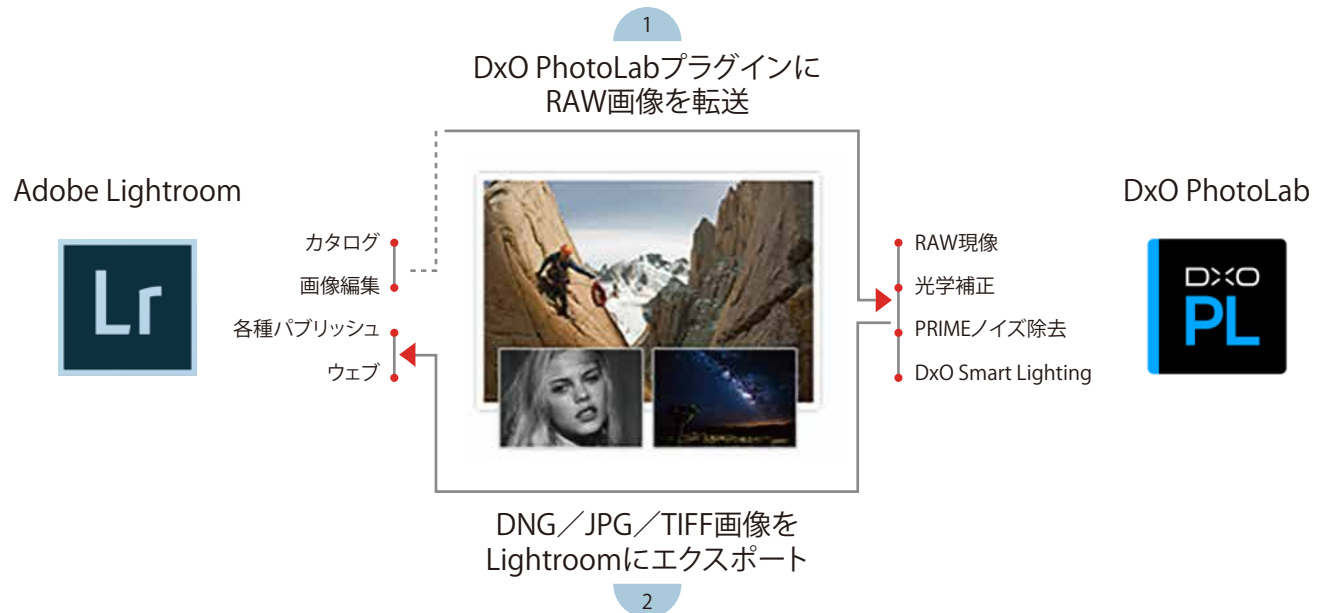 1
DxO PhotoLabプラグインに
RAW画像を転送
Adobe Lightroom
DxO PhotoLab
カタログ
画像編集
各種パブリッシュ
ウェブ
Lr
RAW現像
光学補正
PRIMEノイズ除去
DxO Smart Lighting
DXO
PL
DNG／JPG／TIFF画像を
Lightroomにエクスポート
2